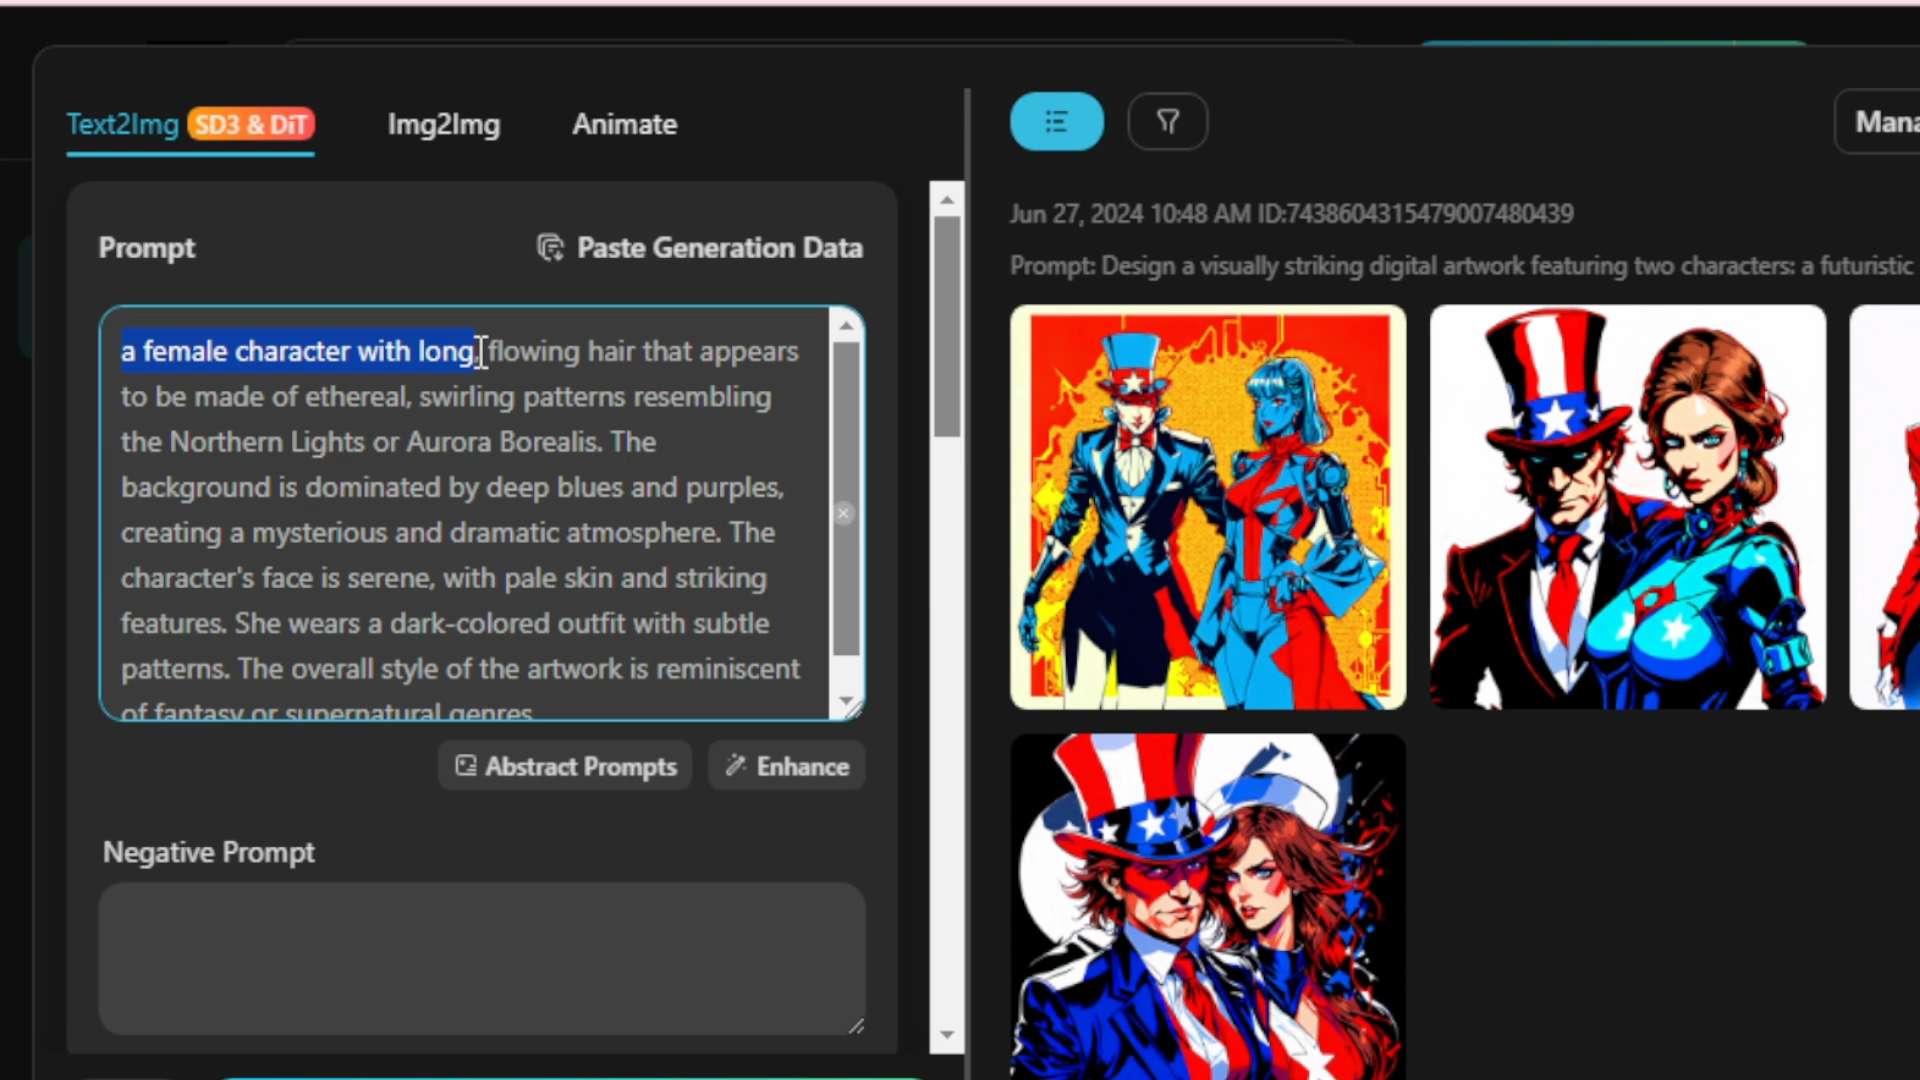 Text2Img SD3 & DiT Img2Img Animate
Prompt Paste Generation Data
a female character with long, flowing hair that appears
to be made of ethereal, swirling patterns resembling
the Northern Lights or Aurora Borealis. The
background is dominated by deep blues and purples,
creating a mysterious and dramatic atmosphere. The
character's face is serene, with pale skin and striking
features. She wears a dark-colored outfit with subtle
patterns. The overall style of the artwork is reminiscent
of fantasy or supernatural genres
Abstract Prompts Enhance
Negative Prompt
Mana
Jun 27, 2024 10:48 AM ID:7438604315479007480439
Prompt: Design a visually striking digital artwork featuring two characters: a futuristic